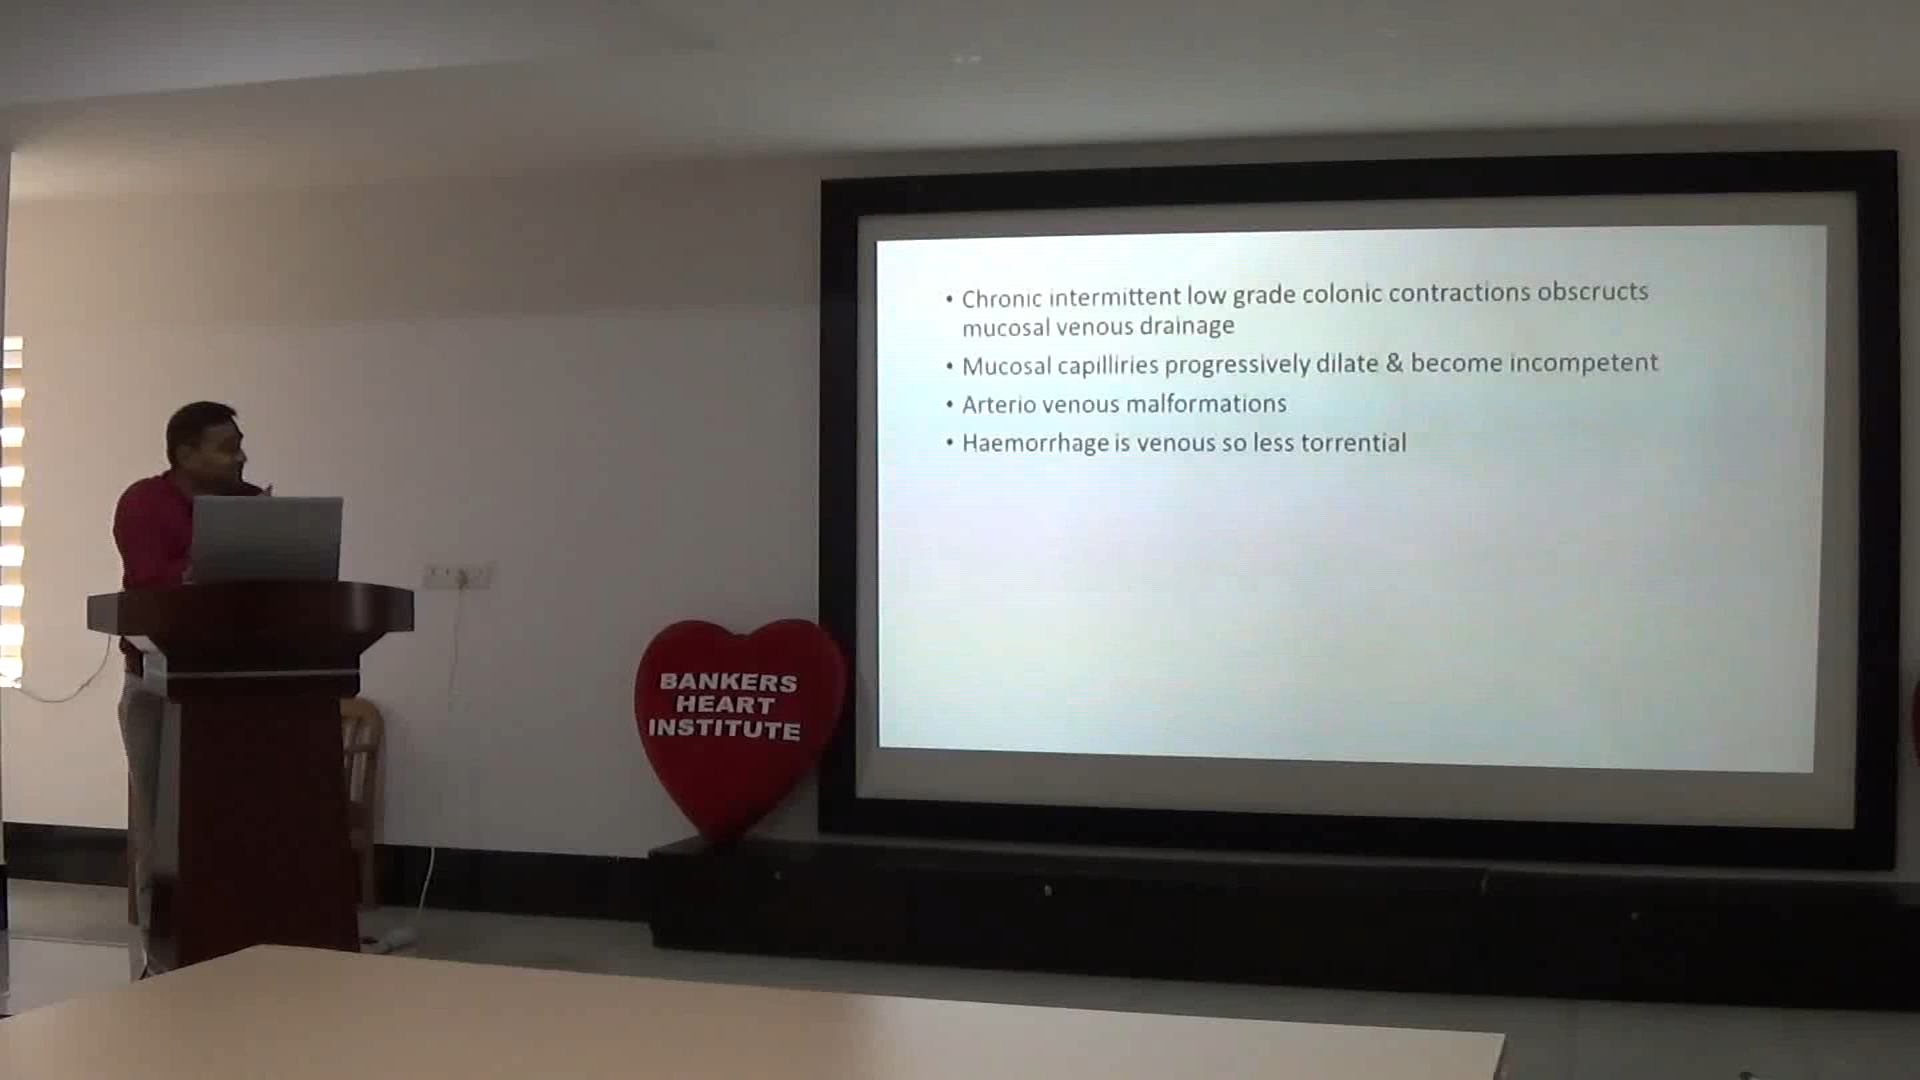 • Chronic intermittent low grade colonic contractions obscructs
mucosal venous drainage
• Mucosal capilliries progressively dilate & become incompetent
• Arterio venous malformations
• Haemorrhage is venous so less torrential
BANKERS
HEART
INSTITUTE